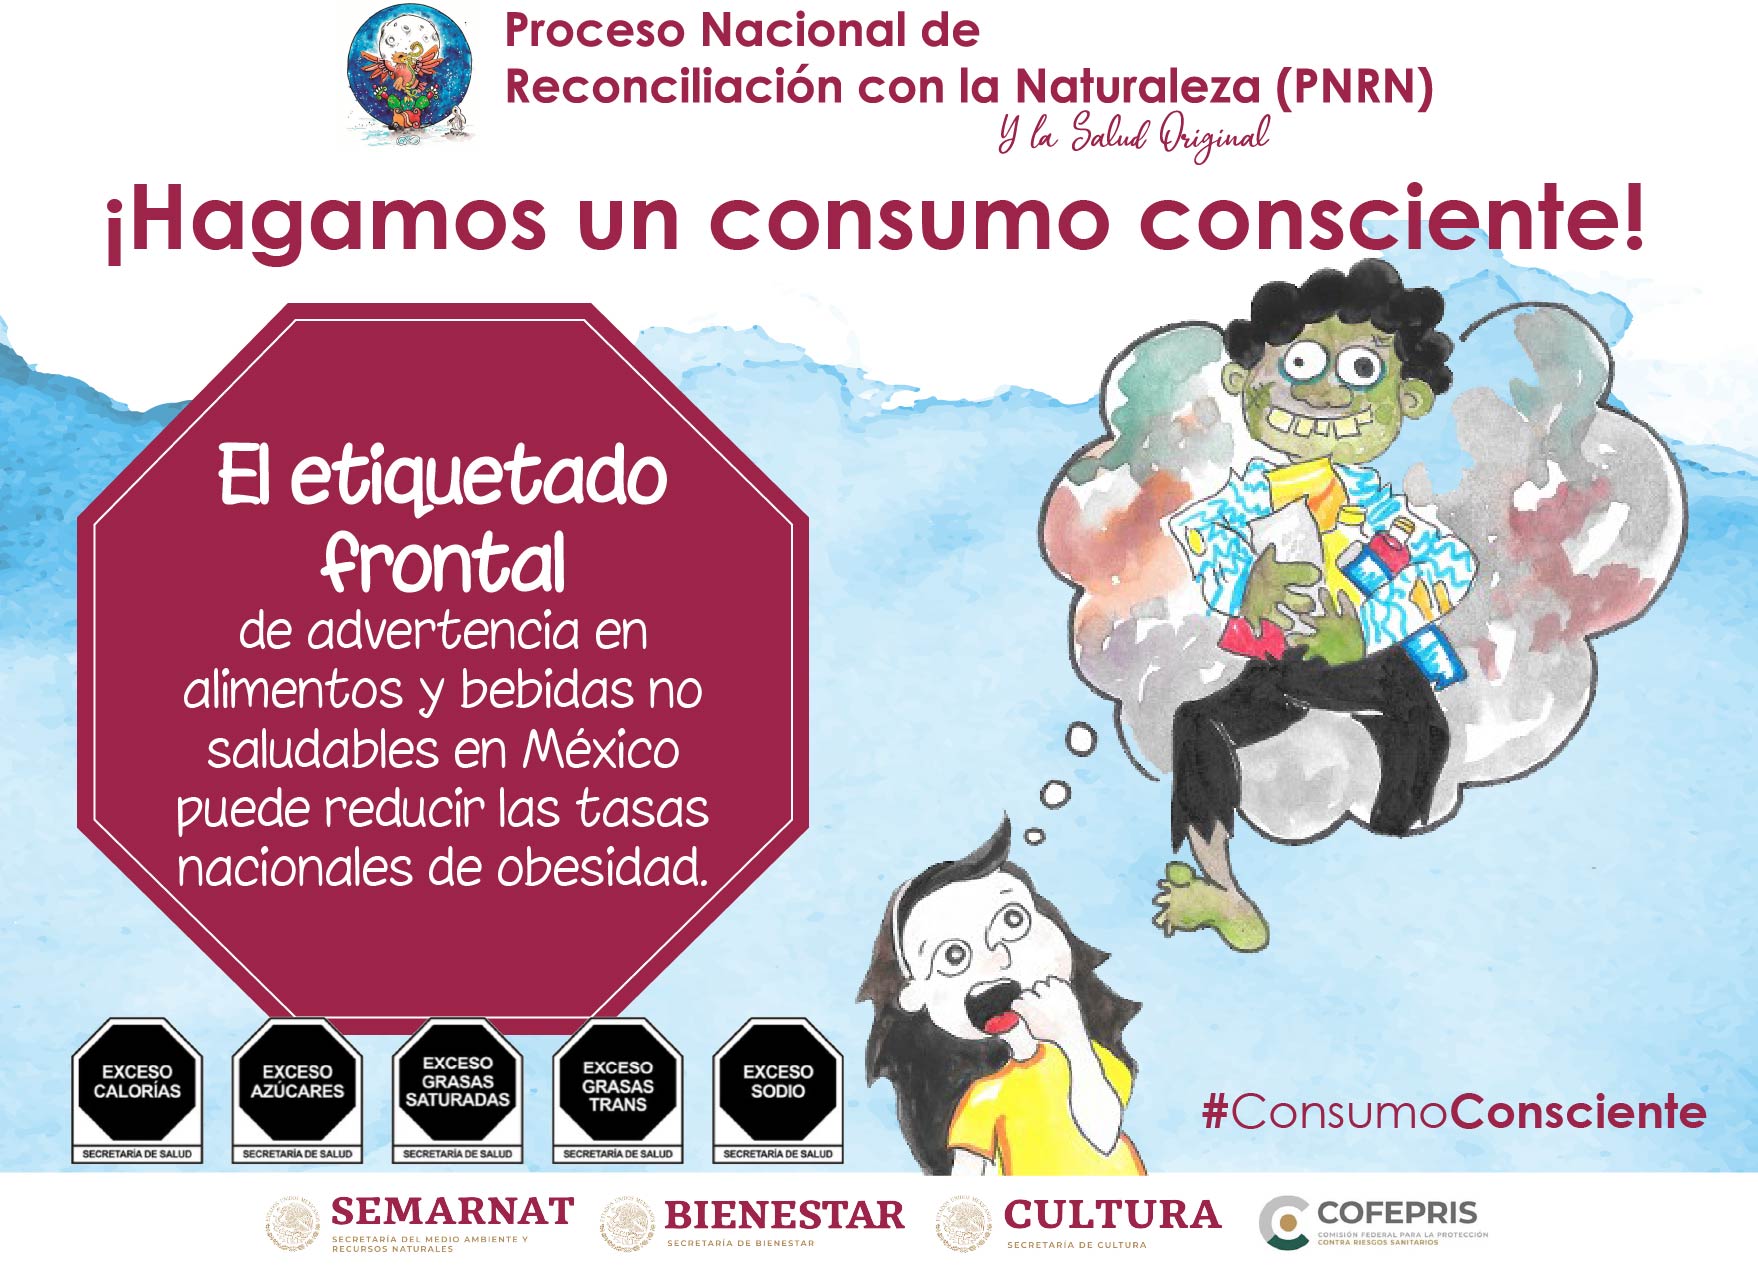 Proceso Nacional de
Reconciliación con la Naturaleza (PNRN)
Y la Salud Original
¡Hagamos un consumo consciente!
El etiquetado
frontal
de advertencia en
alimentos y bebidas no
saludables en México
puede reducir las tasas
nacionales de obesidad.
EXCESO
CALORÍAS
SECRETARÍA DE SALUD
EXCESO
AZÚCARES
SECRETARÍA DE SALUD
EXCESO
GRASAS
SATURADAS
SECRETARÍA DE SALUD
EXCESO
GRASAS
TRANS
SECRETARÍA DE SALUD
EXCESO
SODIO
SECRETARÍA DE SALUD
#ConsumoConsciente
SEMARNAT
SECRETARÍA DEL MEDIO AMBIENTE Y
RECURSOS NATURALES
BIENESTAR
SECRETARÍA DE BIENESTAR
CULTURA
SECRETARÍA DE CULTURA
COFEPRIS
COMISIÓN FEDERAL PARA LA PROTECCIÓN
CONTRA RIESGOS SANITARIOS